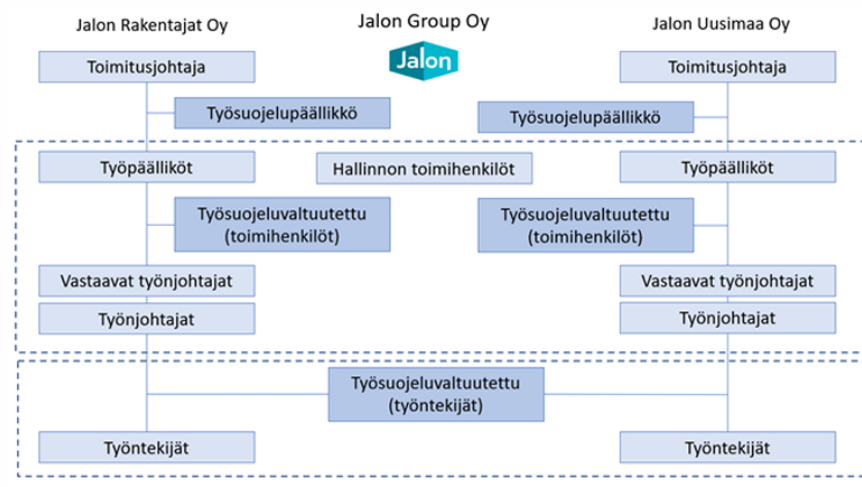 Jalon Rakentajat Oy
Jalon Group Oy
Jalon Uusimaa Oy
Jalon
Toimitusjohtaja
Toimitusjohtaja
Työsuojelupäällikkö
Työsuojelupäällikkö
Työpäälliköt
Hallinnon toimihenkilöt
Työpäälliköt
Työsuojeluvaltuutettu
(toimihenkilöt)
Työsuojeluvaltuutettu
(toimihenkilöt)
Vastaavat työnjohtajat
Vastaavat työnjohtajat
Työnjohtajat
Työnjohtajat
Työsuojeluvaltuutettu
(työntekijät)
Työntekijät
Työntekijät